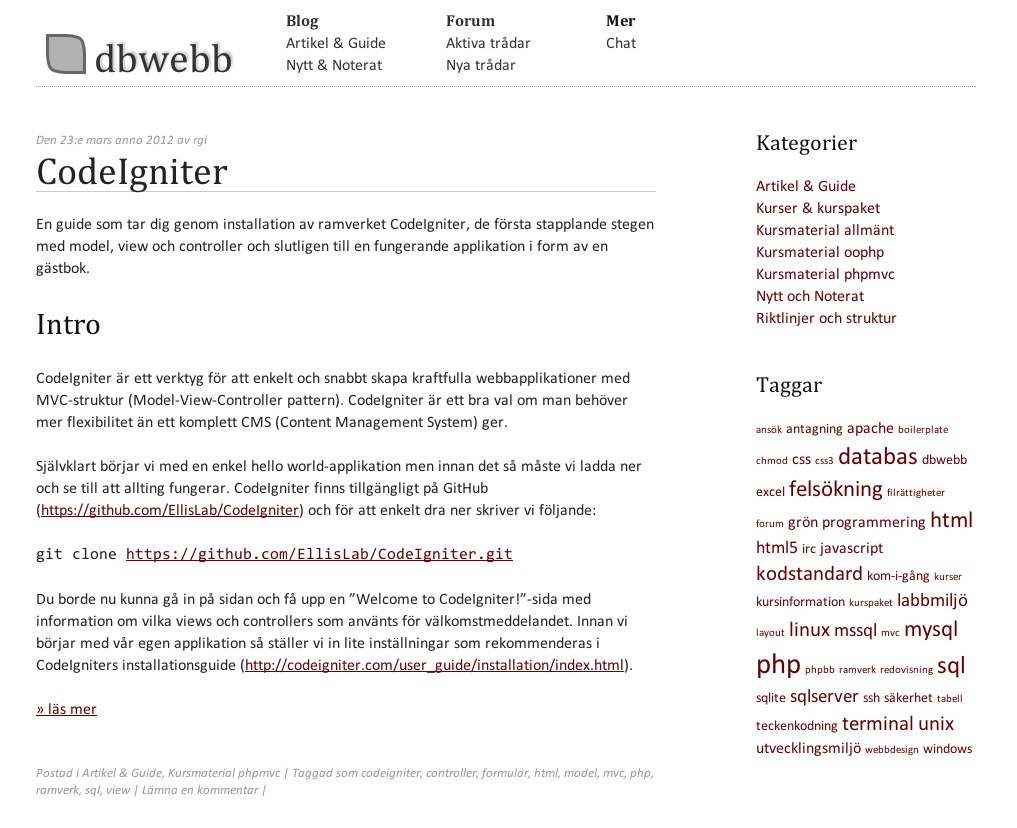 dbwebb
Blog
Artikel & Guide
Nytt & Noterat
Forum
Aktiva trådar
Nya trådar
Mer
Chat
Den 23:e mars anno 2012 av rgi
CodeIgniter
En guide som tar dig genom installation av ramverket CodeIgniter, de första stapplande stegen
med model, view och controller och slutligen till en fungerande applikation i form av en
gästbok.
Intro
CodeIgniter är ett verktyg för att enkelt och snabbt skapa kraftfulla webbapplikationer med
MVC-struktur (Model-View-Controller pattern). CodeIgniter är ett bra val om man behöver
mer flexibilitet än ett komplett CMS (Content Management System) ger.
Självklart börjar vi med en enkel hello world-applikation men innan det så måste vi ladda ner
och se till att allting fungerar. CodeIgniter finns tillgängligt på GitHub
(https://github.com/EllisLab/CodeIgniter) och för att enkelt dra ner skriver vi följande:
git clone https://github.com/EllisLab/CodeIgniter.git
Du borde nu kunna gå in på sidan och få upp en ”Welcome to CodeIgniter!”-sida med
information om vilka views och controllers som använts för välkomstmeddelandet. Innan vi
börjar med vår egen applikation så ställer vi in lite inställningar som rekommenderas i
CodeIgniters installationsguide (http://codeigniter.com/user_guide/installation/index.html).
» läs mer
Postad i Artikel & Guide, Kursmaterial phpmvc | Taggad som codeigniter, controller, formulär, html, model, mvc, php,
ramverk, sql, view | Lämna en kommentar |
Kategorier
Artikel & Guide
Kurser & kurspaket
Kursmaterial allmänt
Kursmaterial oophp
Kursmaterial phpmvc
Nytt och Noterat
Riktlinjer och struktur
Taggar
ansök antagning apache boilerplate
chmod css css3 databas dbwebb
excel felsökning filrättigheter
forum grön programmering html
html5 irc javascript
kodstandard kom-i-gång kurser
kursinformation kurspaket labbmiljö
layout linux mssql mvc mysql
php phpbb ramverk redovisning sql
sqlite sqlserver ssh säkerhet tabell
teckenkodning terminal unix
utvecklingsmiljö webbdesign windows